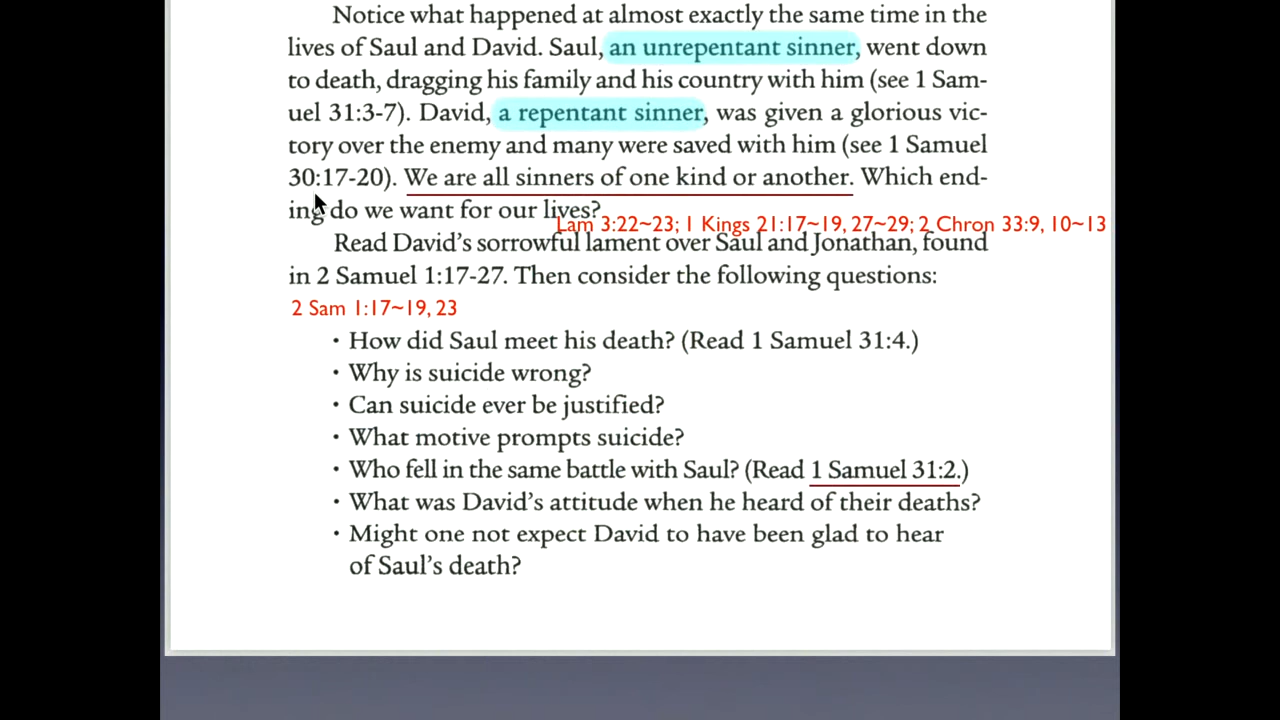 Notice what happened at almost exactly the same time in the
lives of Saul and David. Saul, an unrepentant sinner, went down
to death, dragging his family and his country with him (see 1 Sam-
uel 31:3-7). David, a repentant sinner, was given a glorious vic-
tory over the enemy and many were saved with him (see 1 Samuel
30:17-20). We are all sinners of one kind or another. Which end-
ing do we want for our lives?
Lam 3:22~23; 1 Kings 21:17~19, 27~29; 2 Chron 33:9, 10~13
Read David's sorrowful lament over Saul and Jonathan, found
in 2 Samuel 1:17-27. Then consider the following questions:
2 Sam 1:17~19, 23
• How did Saul meet his death? (Read 1 Samuel 31:4.)
• Why is suicide wrong?
• Can suicide ever be justified?
• What motive prompts suicide?
• Who fell in the same battle with Saul? (Read 1 Samuel 31:2.)
• What was David's attitude when he heard of their deaths?
• Might one not expect David to have been glad to hear
of Saul's death?